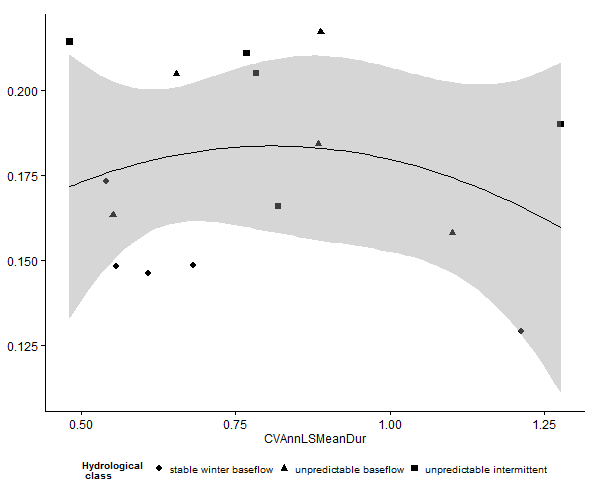 0.200
0.175
0.150
0.125
0.50 0.75 1.00 1.25
CVAnnLSMeanDur
Hydrological
class
stable winter baseflow unpredictable baseflow unpredictable intermittent